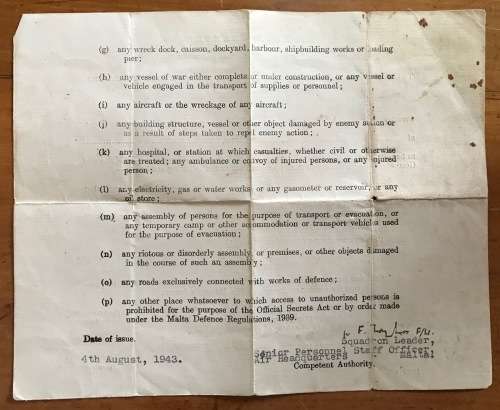 (g) any wreck dock, caisson, dockyard, harbour, shipbuilding works or loading
pier;
(h) any vessel of war either complete or under construction, or any vessel or
vehicle engaged in the transport of supplies or personnel;
(i) any aircraft or the wreckage of any aircraft;
(j) any building structure, vessel or other object damaged by enemy action or
as a result of steps taken to repel enemy action;
(k) any hospital, or station at which casualties, whether civil or otherwise
are treated; any ambulance or convoy of injured persons, or any injured
person;
(l) any electricity, gas or water works or any gasometer or reservoir, or any
oil store;
(m) any assembly of persons for the purpose of transport or evacuation, or
any temporary camp or other accommodation or transport vehicles used
for the purpose of evacuation;
(n) any riotous or disorderly assembly, or premises, or other objects damaged
in the course of such an assembly;
(o) any roads exclusively connected with works of defence;
(p) any other place whatsoever to which access to unauthorized persons is
prohibited for the purpose of the Official Secrets Act or by order made
under the Malta Defence Regulations, 1939.
Date of issue.
Squadron Leader,
Senior Personnel Staff Officer,
4th August, 1943.
Air Headquarters Malta.
Competent Authority.